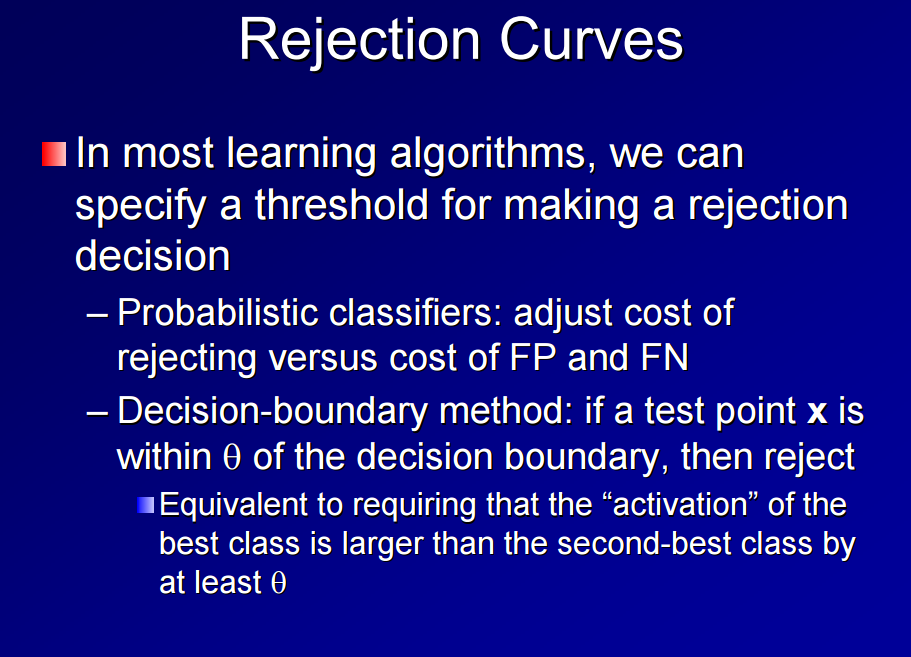 Rejection Curves
In most learning algorithms, we can
specify a threshold for making a rejection
decision
– Probabilistic classifiers: adjust cost of
rejecting versus cost of FP and FN
– Decision-boundary method: if a test point x is
within θ of the decision boundary, then reject
Equivalent to requiring that the “activation” of the
best class is larger than the second-best class by
at least θ